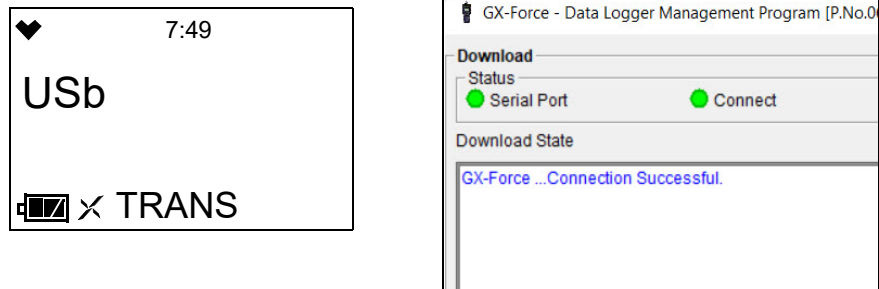 7:49
USb
TRANS
GX-Force - Data Logger Management Program [P.No.0
Download
Status
Serial Port
Connect
Download State
GX-Force ...Connection Successful.